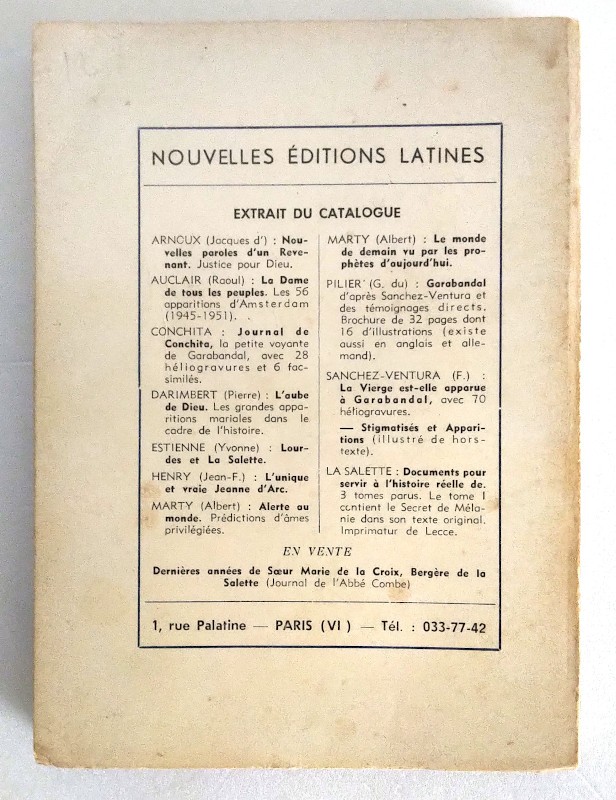 NOUVELLES ÉDITIONS LATINES
EXTRAIT DU CATALOGUE
ARNOUX (Jacques d') : Nou-
velles paroles d'un Reve-
nant. Justice pour Dieu.
AUCLAIR (Raoul) : La Dame
de tous les peuples. Les 56
apparitions d'Amsterdam
(1945-1951). .
CONCHITA : Journal de
Conchita, la petite voyante
de Garabandal, avec 28
héliogravures et 6 fac-
similés.
DARIMBERT (Pierre) : L'aube
de Dieu. Les grandes appa-
ritions mariales dans le
cadre de l'histoire.
ESTIENNE (Yvonne) : Lour-
des et La Salette.
HENRY (Jean-F.) : L'unique
et vraie Jeanne d'Arc.
MARTY (Albert) : Alerte au
monde. Prédictions d'âmes
privilégiées.
MARTY (Albert) : Le monde
de demain vu par les pro-
phètes d'aujourd'hui.
PILIER (G. du) : Garabandal
d'après Sanchez-Ventura et
des témoignages directs.
Brochure de 32 pages dont
16 d'illustrations (existe
aussi en anglais et alle-
mand).
SANCHEZ-VENTURA (F.) :
La Vierge est-elle apparue
à Garabandal, avec 70
héliogravures.
— Stigmatisés et Appari-
tions (illustré de hors-
texte).
LA SALETTE : Documents pour
servir à l'histoire réelle de.
3 tomes parus. Le tome I
contient le Secret de Méla-
nie dans son texte original.
Imprimatur de Lecce.
EN VENTE
Dernières années de Sœur Marie de la Croix, Bergère de la
Salette (Journal de l'Abbé Combe)
1, rue Palatine — PARIS (VI ) — Tél. : 033-77-42